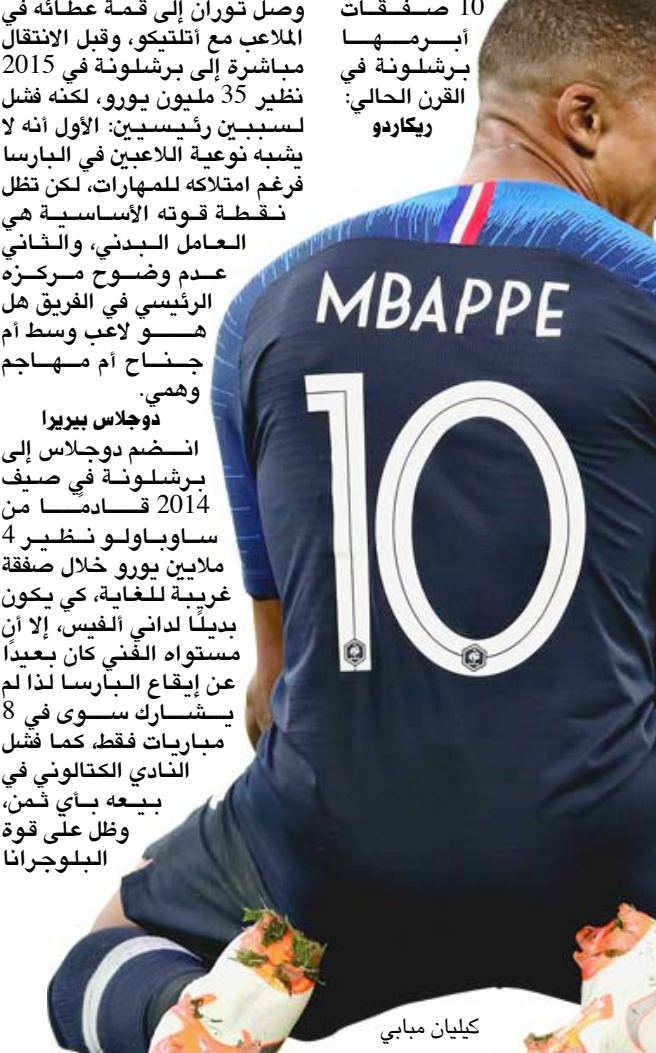 10 صفقات
أبرمها
برشلونة في
القرن الحالي:
ريكاردو
وصل توران إلى قمة عطائه في
الملاعب مع أتلتيكو، وقبل الانتقال
مباشرة إلى برشلونة في 2015
نظير 35 مليون يورو، لكنه فشل
لسببين رئيسيين: الأول أنه لا
يشبه نوعية اللاعبين في البارسا
فرغم امتلاكه للمهارات، لكن تظل
نقطة قوته الأساسية هي
العامل البدني، والثاني
عدم وضوح مركزه
الرئيسي في الفريق هل
هو لاعب وسط أم
جناح أم مهاجم
وهمي.
دوجلاس بيريرا
انضم دوجلاس إلى
برشلونة في صيف
2014 قادمًا من
ساوباولو نظير 4
ملايين يورو خلال صفقة
غريبة للغاية، كي يكون
بديلًا لداني ألفيس، إلا أن
مستواه الفني كان بعيدًا
عن إيقاع البارسا لذا لم
يشارك سوى في 8
مباريات فقط، كما فشل
النادي الكتالوني في
بيعه بأي ثمن،
وظل على قوة
البلوجرانا
MBAPPE
10
كيليان مبابي